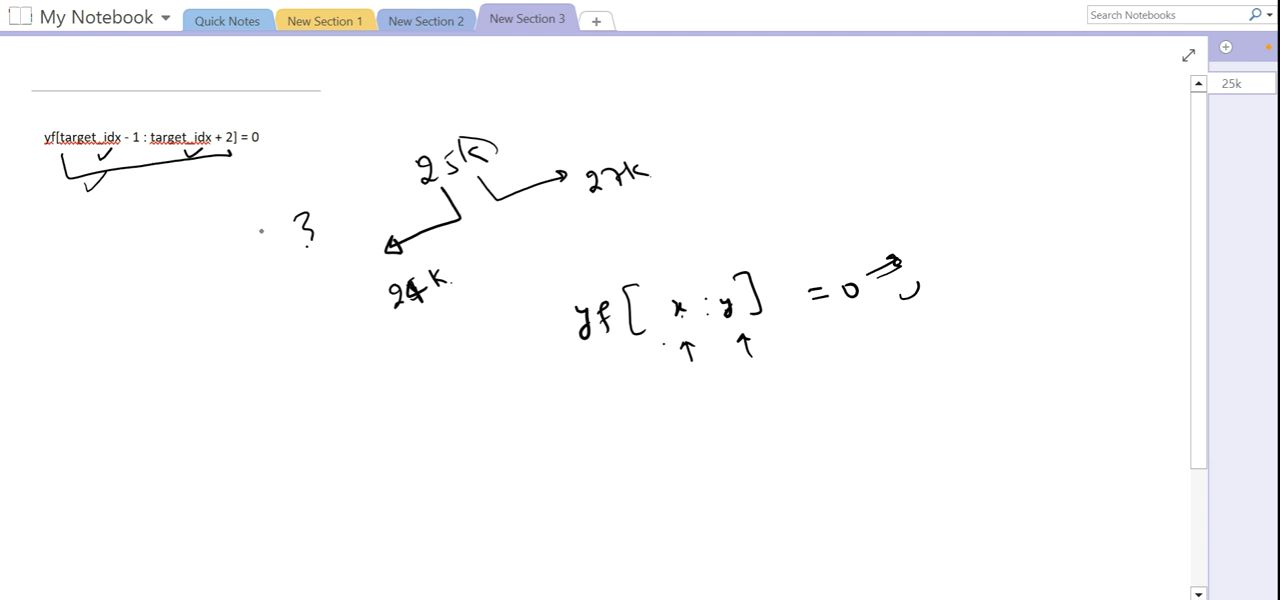 My Notebook
Quick Notes
New Section 1
New Section 2
New Section 3
+
Search Notebooks
25k
yf[target_idx - 1 : target_idx + 2] = 0
25k
27k
?
24k
yf[ x : y ] = 0